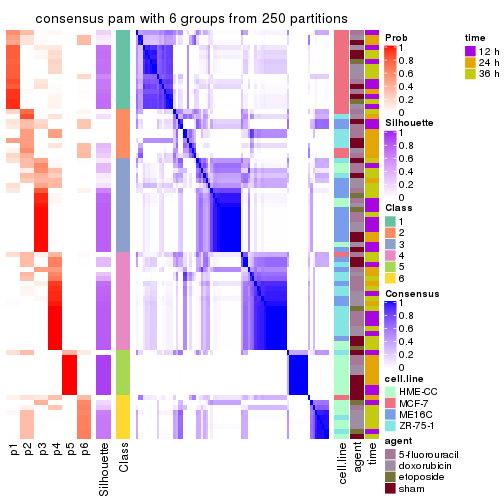 consensus pam with 6 groups from 250 partitions
Prob
1
0.8
0.6
0.4
0.2
0
Silhouette
1
0.8
0.6
0.4
0.2
0
Class
1
2
3
4
5
6
Consensus
1
0.8
0.6
0.4
0.2
0
cell.line
HME-CC
MCF-7
ME16C
ZR-75-1
agent
5-fluorouracil
doxorubicin
etoposide
sham
time
12 h
24 h
36 h
p1
p2
p3
p4
p5
p6
Silhouette
Class
cell.line
agent
time